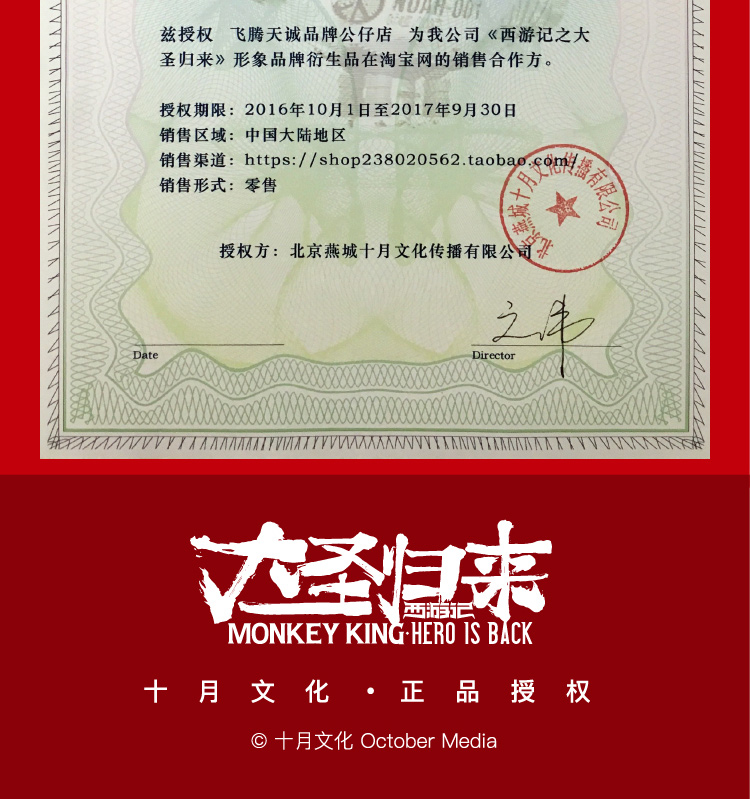 兹授权 飞腾天诚品牌公仔店 为我公司《西游记之大
圣归来》形象品牌衍生品在淘宝网的销售合作方。
授权期限：2016年10月1日至2017年9月30日
销售区域：中国大陆地区
销售渠道：https://shop238020562.taobao.com/
销售形式：零售
北京燕城十月文化传播有限公司
授权方：北京燕城十月文化传播有限公司
Date
Director
大圣归来
西游记
MONKEY KING·HERO IS BACK
十月文化·正品授权
© 十月文化 October Media